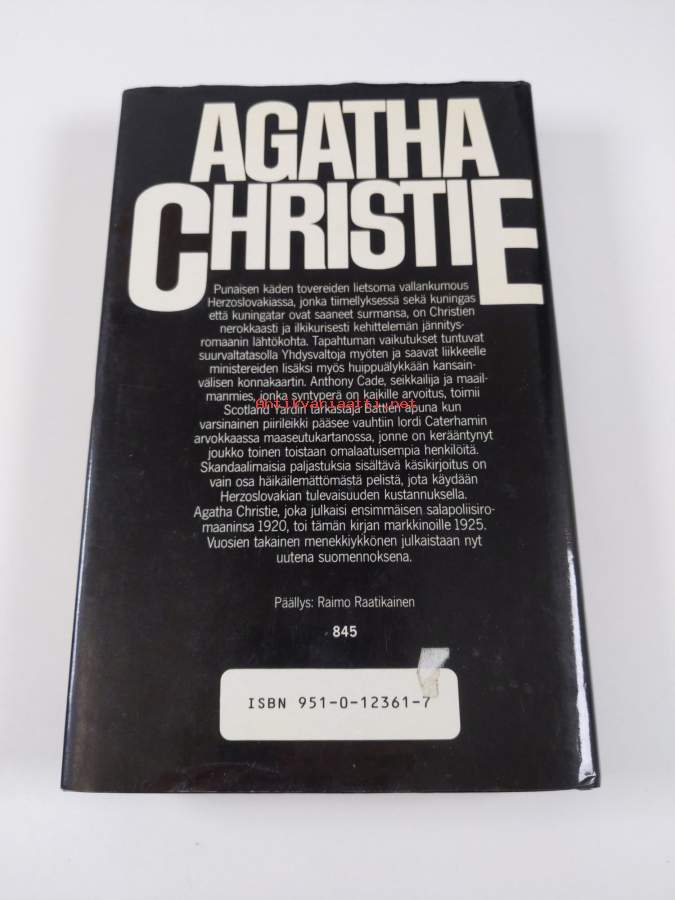 AGATHA
CHRISTIE
Punaisen käden tovereiden lietsoma vallankumous
Herzoslovakiassa, jonka tiimellyksessä sekä kuningas
että kuningatar ovat saaneet surmansa, on Christien
nerokkaasti ja ilkikurisesti kehittelemän jännitys-
romaanin lähtökohta. Tapahtuman vaikutukset tuntuvat
suurvaltatasolla Yhdysvaltoja myöten ja saavat liikkeelle
ministereiden lisäksi myös huippuälykkään kansain-
välisen konnakaartin. Anthony Cade, seikkailija ja maail-
manmies, jonka syntyperä on kaikille arvoitus, toimii
antikvariaatti.net
Scotland Yardin tarkastaja Battlen apuna kun
varsinainen piirileikki pääsee vauhtiin lordi Caterhamin
arvokkaassa maaseutukartanossa, jonne on kerääntynyt
joukko toinen toistaan omalaatuisempia henkilöitä.
Skandaalimaisia paljastuksia sisältävä käsikirjoitus on
vain osa häikäilemättömästä pelistä, jota käydään
Herzoslovakian tulevaisuuden kustannuksella.
Agatha Christie, joka julkaisi ensimmäisen salapoliisiro-
maaninsa 1920, toi tämän kirjan markkinoille 1925.
Vuosien takainen menekkiykkönen julkaistaan nyt
uutena suomennoksena.
Päällys: Raimo Raatikainen
845
ISBN 951-0-12361-7